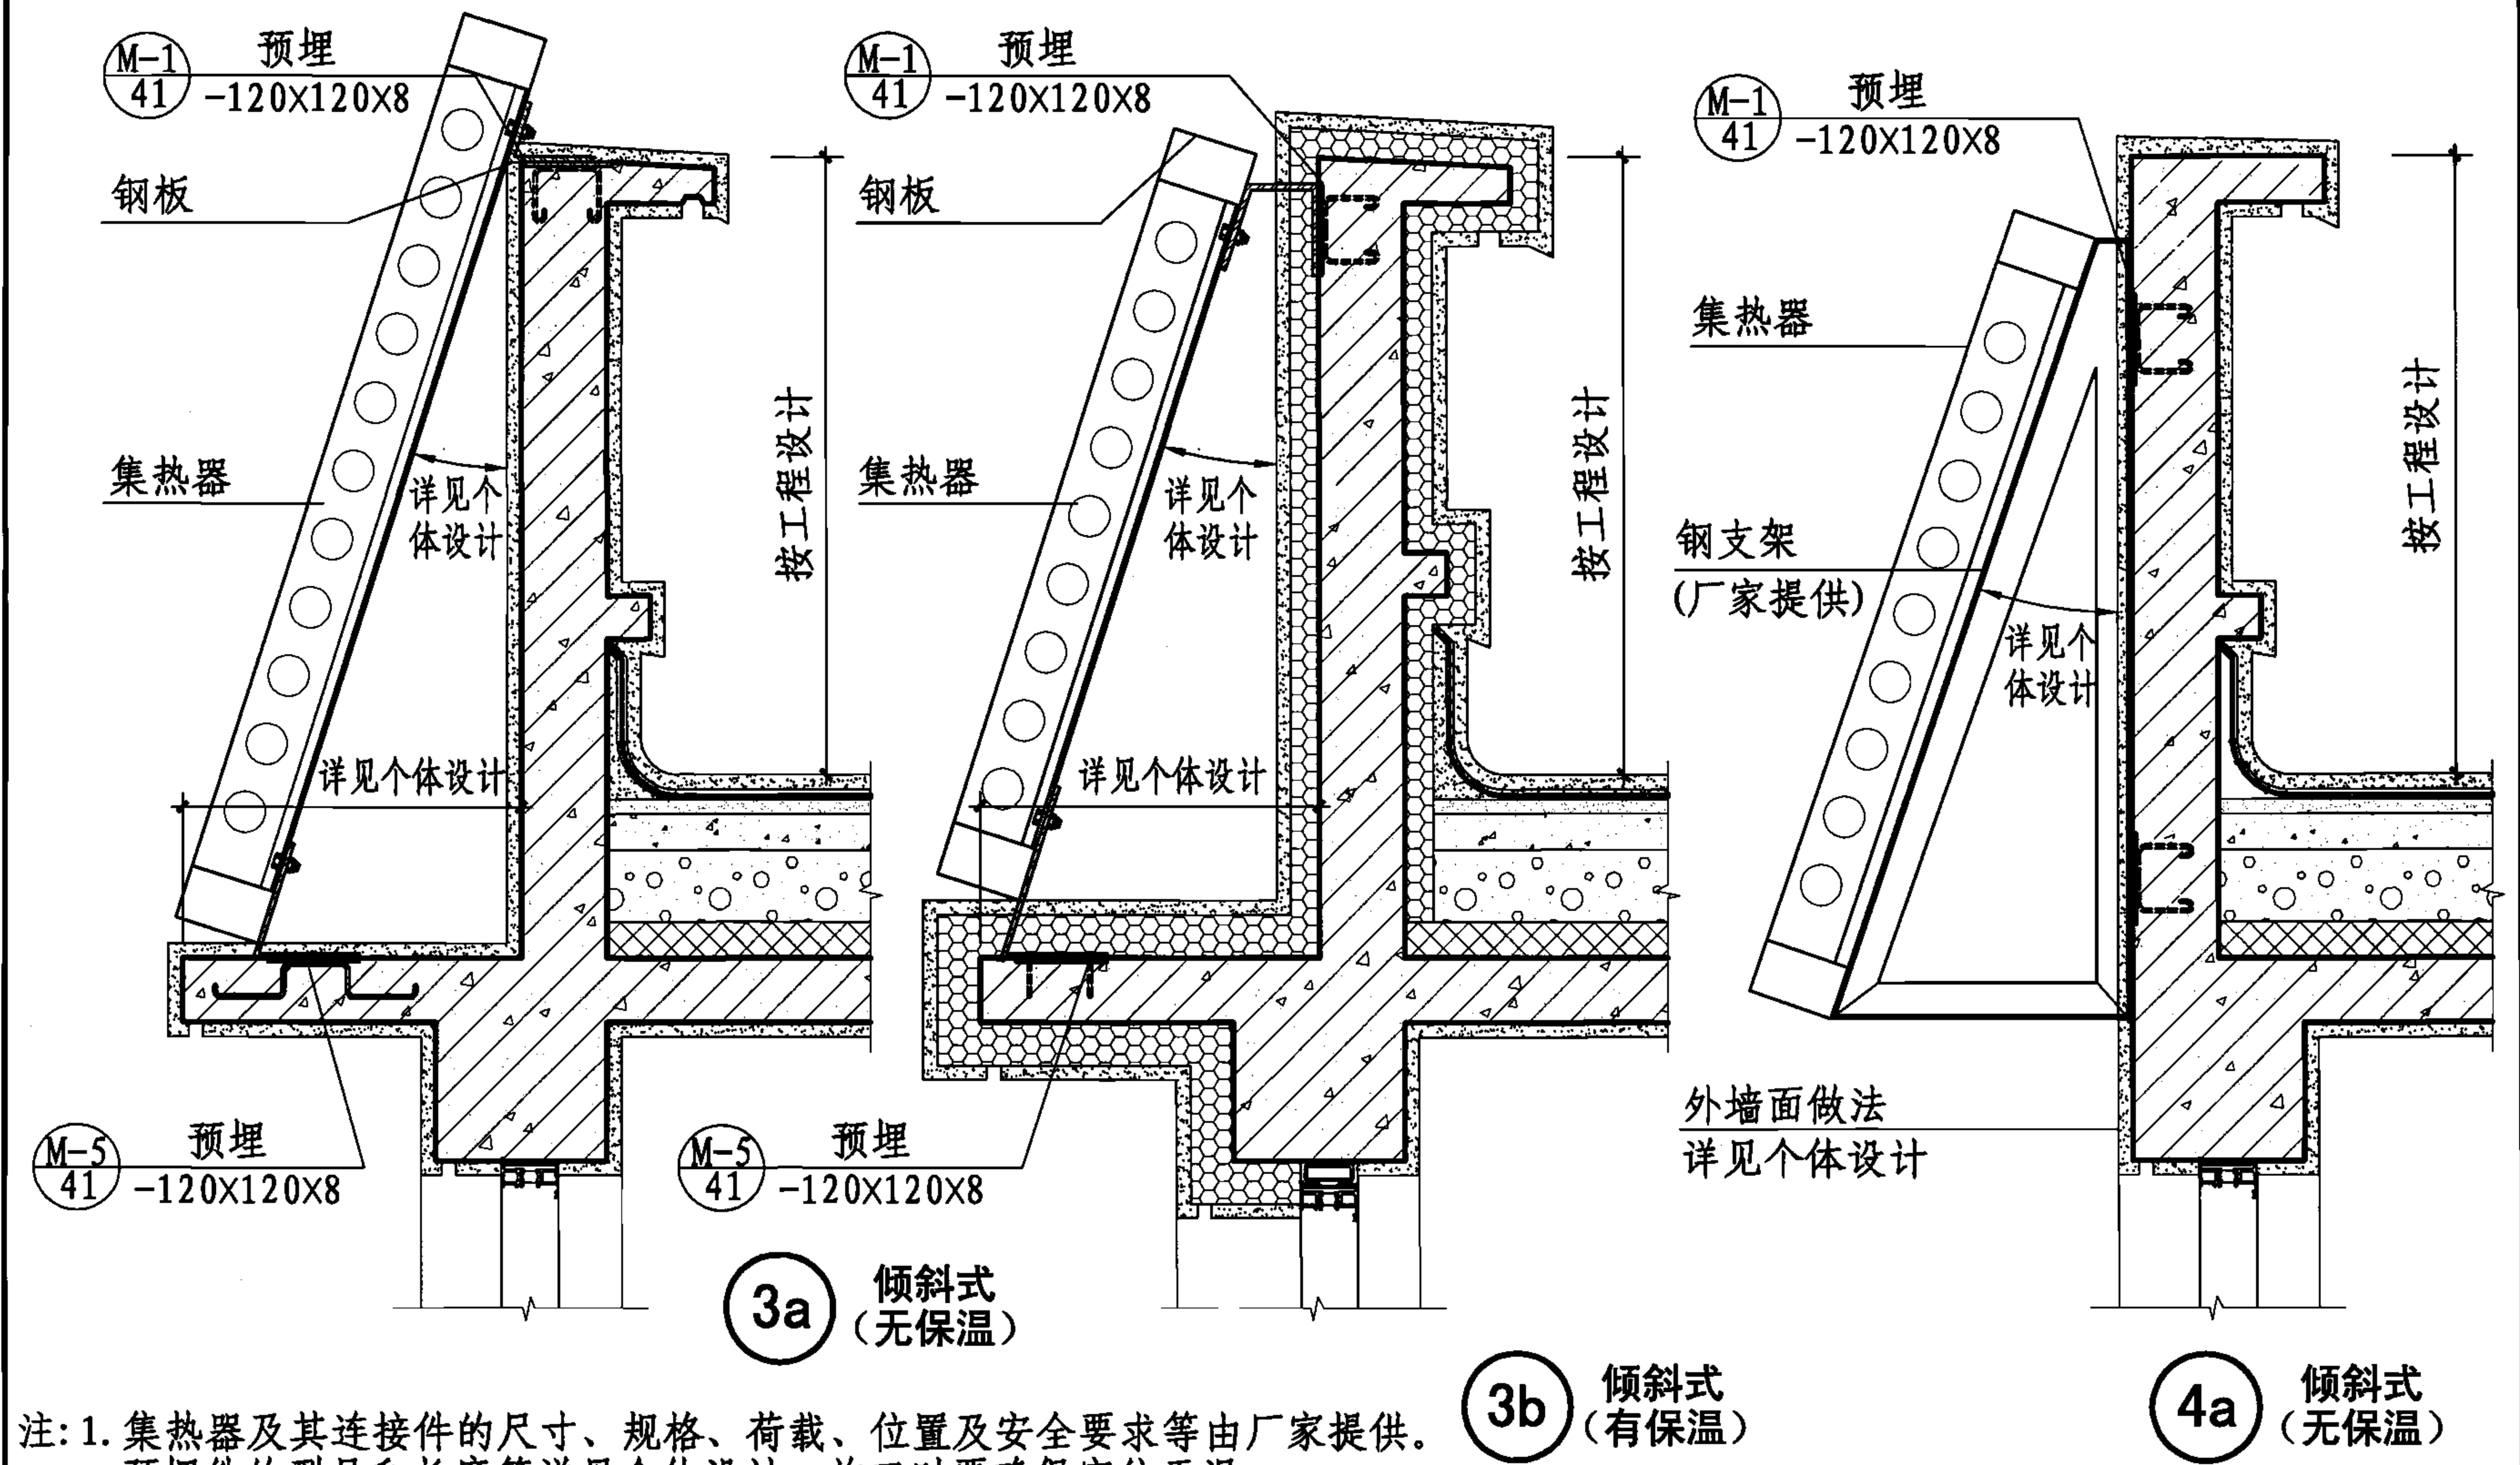 M-1
41
预埋
-120X120X8
钢板
集热器
详见个
体设计
按工程设计
详见个体设计
M-5
41
预埋
-120X120X8
3a
倾斜式
(无保温)
M-1
41
预埋
-120X120X8
钢板
集热器
详见个
体设计
按工程设计
详见个体设计
M-5
41
预埋
-120X120X8
3b
倾斜式
(有保温)
M-1
41
预埋
-120X120X8
集热器
钢支架
(厂家提供)
详见个
体设计
按工程设计
外墙面做法
详见个体设计
4a
倾斜式
(无保温)
注: 1. 集热器及其连接件的尺寸、规格、荷载、位置及安全要求等由厂家提供。